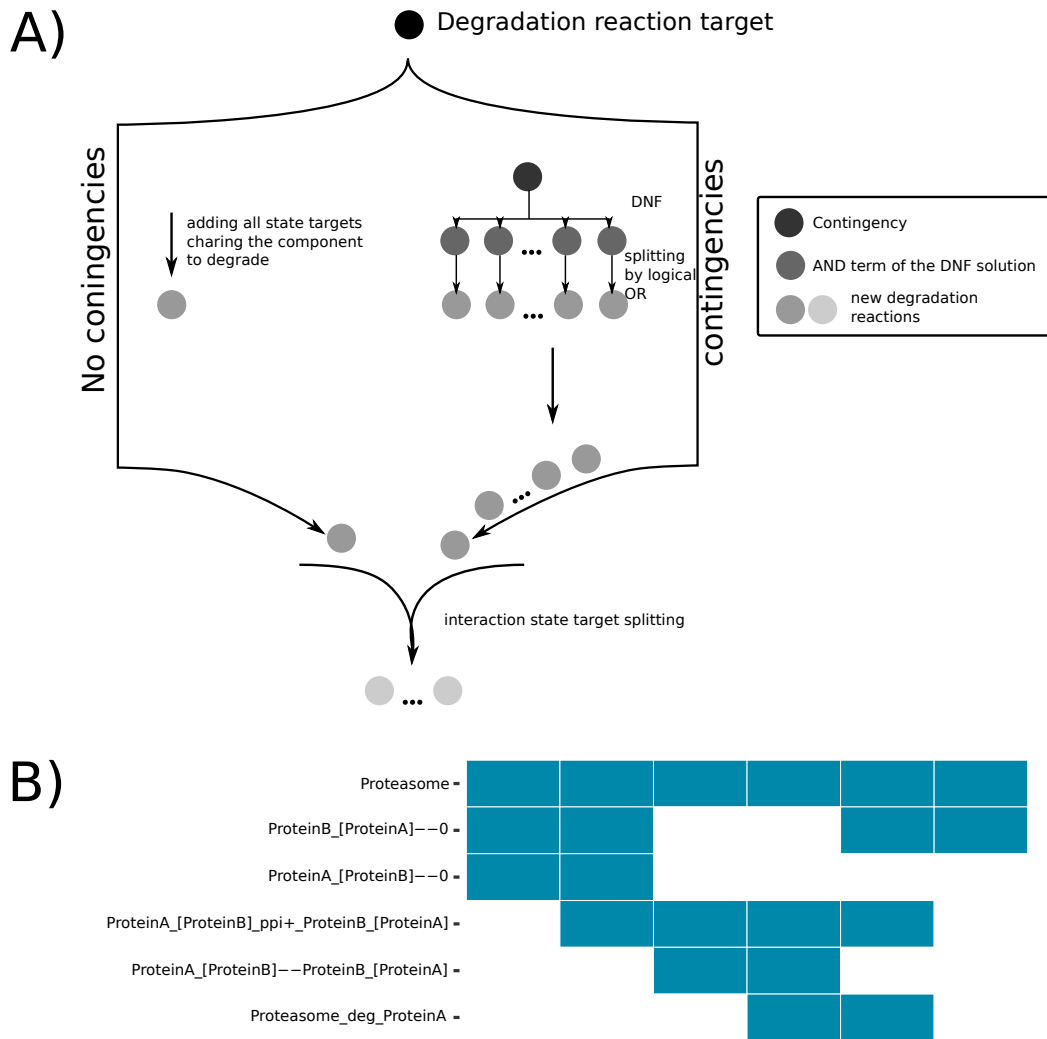 A)
Degradation reaction target
No coningencies
adding all state targets
charing the component
to degrade
DNF
splitting
by logical
OR
contingencies
Contingency
AND term of the DNF solution
new degradation
reactions
interaction state target splitting
B)
Proteasome
ProteinB_[ProteinA]−−0
ProteinA_[ProteinB]−−0
ProteinA_[ProteinB]_ppi+_ProteinB_[ProteinA]
ProteinA_[ProteinB]−−ProteinB_[ProteinA]
Proteasome_deg_ProteinA